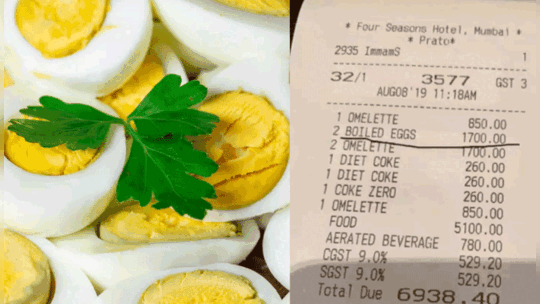 * Four Seasons Hotel, Mumbai *
* Prato*
2935 ImmamS 1
32/1 3577 GST 3
AUG08'19 11:18AM
1 OMELETTE 850.00
2 BOILED EGGS 1700.00
2 OMELETTE 1700.00
1 DIET COKE 260.00
1 DIET COKE 260.00
1 COKE ZERO 260.00
1 OMELETTE 850.00
FOOD 5100.00
AERATED BEVERAGE 780.00
CGST 9.0% 529.20
SGST 9.0% 529.20
Total Due 6938.40